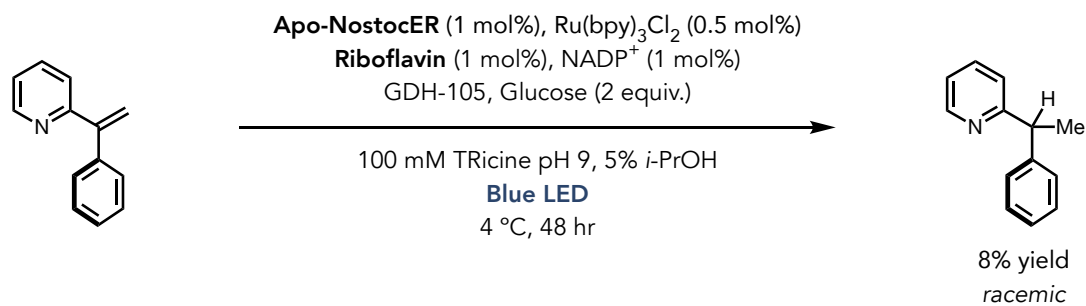 Apo-NostocER (1 mol%), Ru(bpy)3Cl2 (0.5 mol%)
Riboflavin (1 mol%), NADP+ (1 mol%)
GDH-105, Glucose (2 equiv.)
100 mM TRicine pH 9, 5% i-PrOH
Blue LED
4 ºC, 48 hr
N
N
H
Me
8% yield
racemic